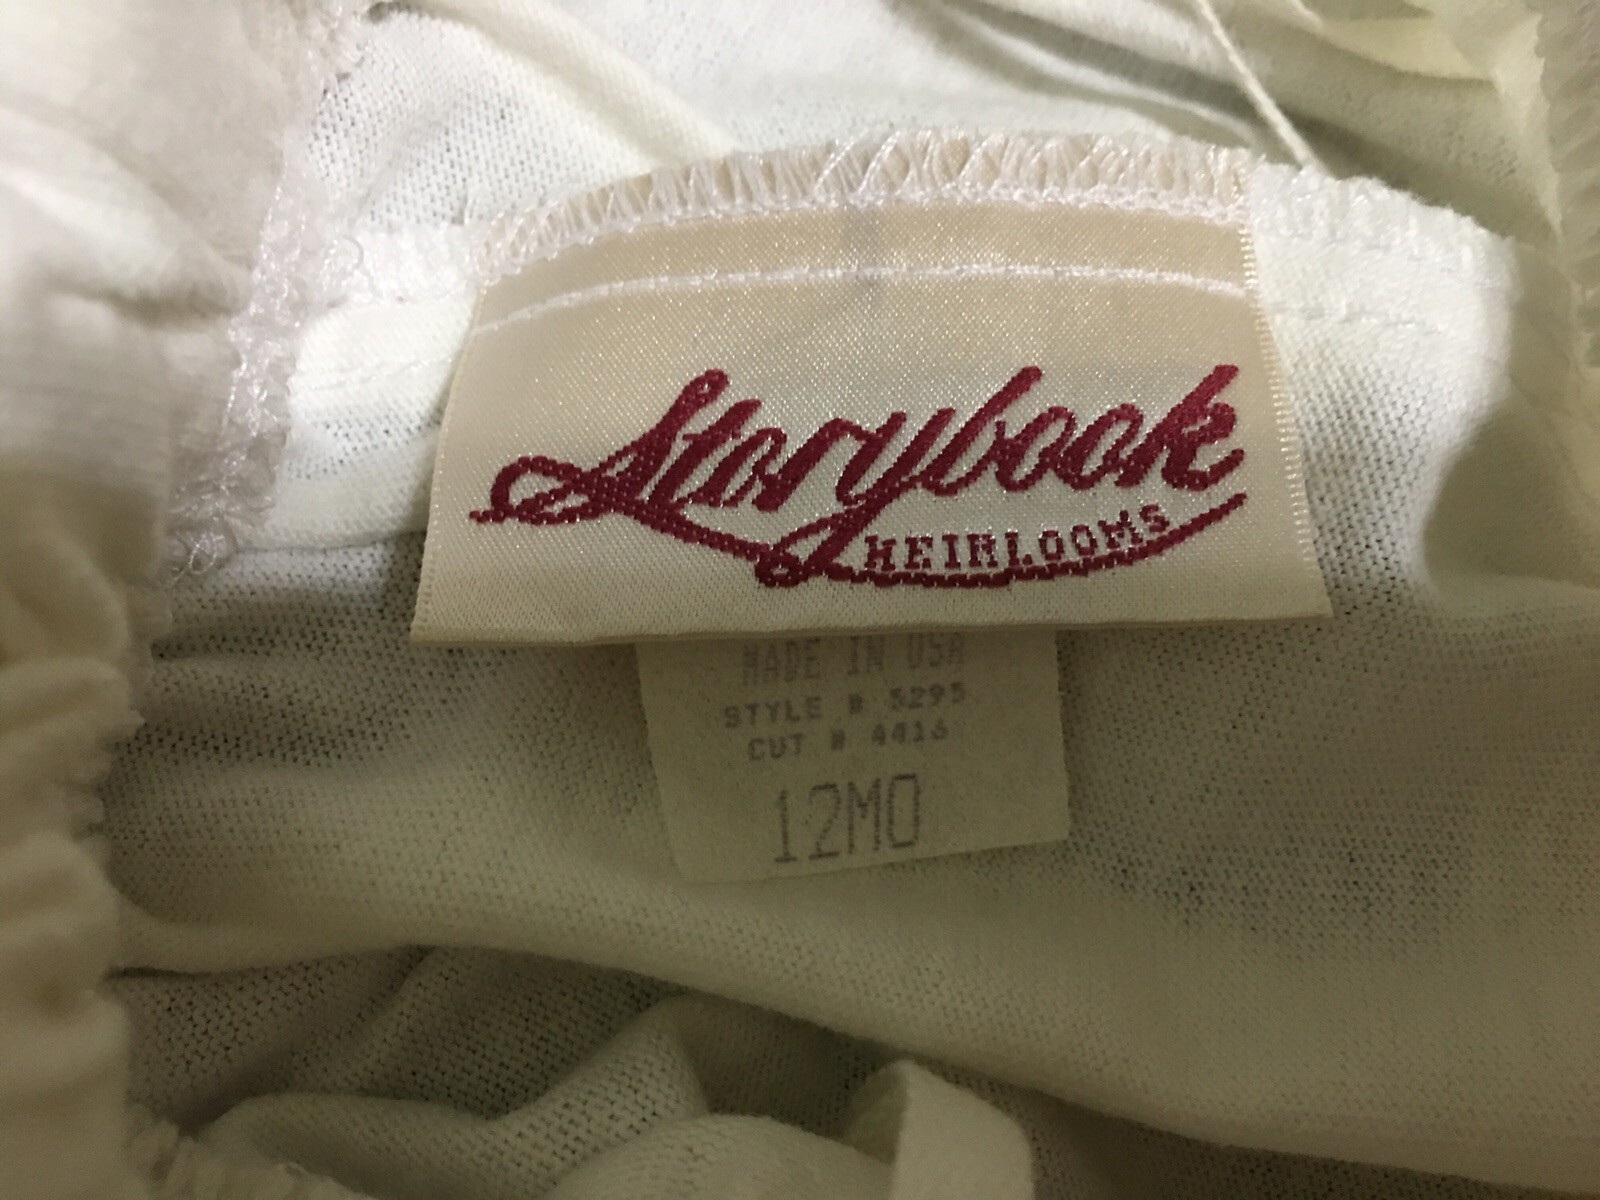 Storybook
HEIRLOOMS
MADE IN USA
STYLE # 5295
CUT # 4416
12MO